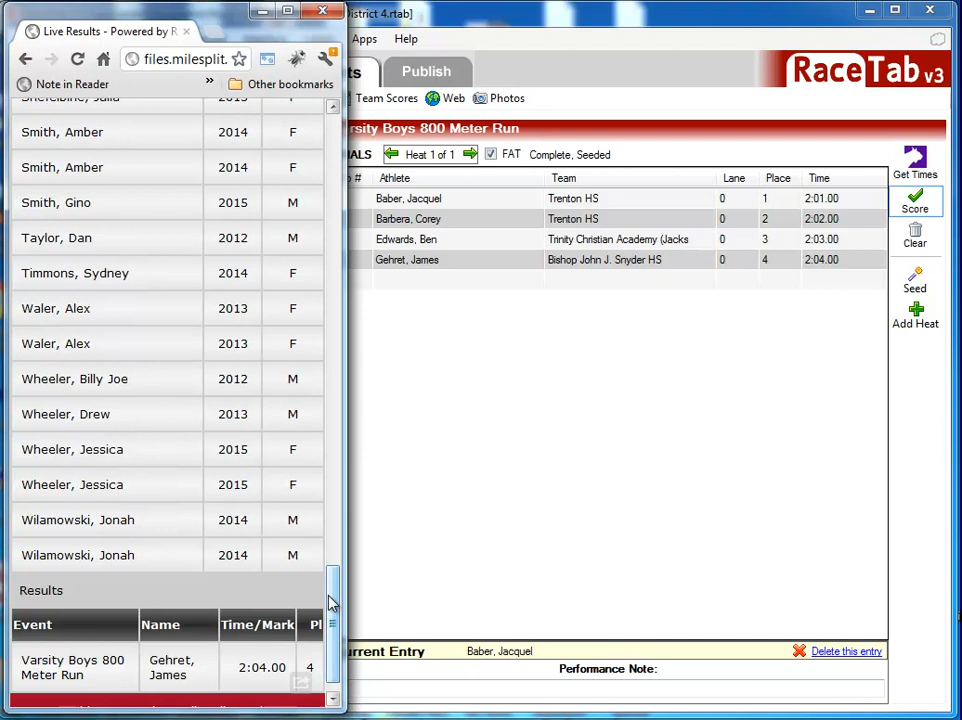 Live Results - Powered by R
files.milesplit.
Note in Reader » Other bookmarks
2013 F
Smith, Amber 2014 F
Smith, Amber 2014 F
Smith, Gino 2015 M
Taylor, Dan 2012 M
Timmons, Sydney 2014 F
Waler, Alex 2013 F
Waler, Alex 2013 F
Wheeler, Billy Joe 2012 M
Wheeler, Drew 2013 M
Wheeler, Jessica 2015 F
Wheeler, Jessica 2015 F
Wilamowski, Jonah 2014 M
Wilamowski, Jonah 2014 M
Results
Event Name Time/Mark Pl
Varsity Boys 800 Meter Run Gehret, James 2:04.00 4
District 4.rtab]
Apps Help
ts Publish
RaceTab v3
Team Scores Web Photos
rsity Boys 800 Meter Run
ALS Heat 1 of 1 FAT Complete, Seeded
# Athlete Team Lane Place Time
Baber, Jacquel Trenton HS 0 1 2:01.00
Barbera, Corey Trenton HS 0 2 2:02.00
Edwards, Ben Trinity Christian Academy (Jacks 0 3 2:03.00
Gehret, James Bishop John J. Snyder HS 0 4 2:04.00
Get Times
Score
Clear
Seed
Add Heat
urrent Entry Baber, Jacquel Delete this entry
Performance Note: